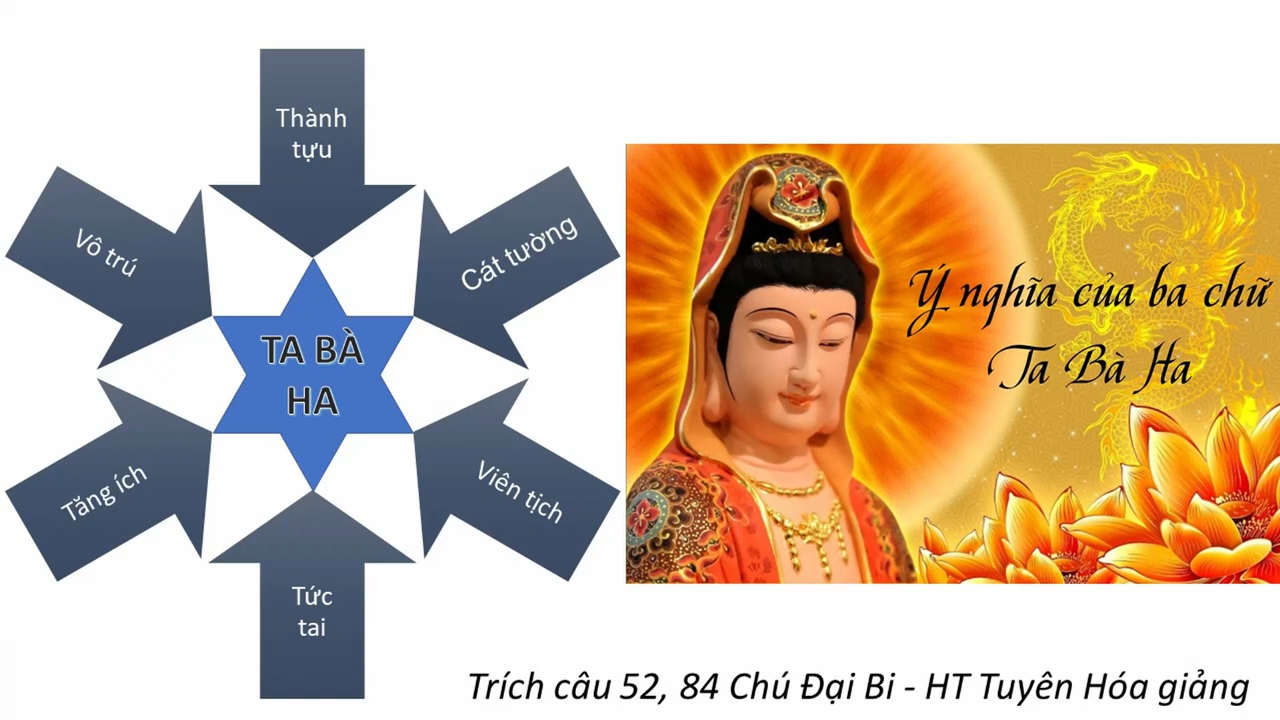 Thành
tựu
Vô trú
Cát tường
TA BÀ
HA
Tăng ích
Viên tịch
Tức
tai
Ý nghĩa của ba chữ
Ta Bà Ha
Trích câu 52, 84 Chú Đại Bi - HT Tuyên Hóa giảng